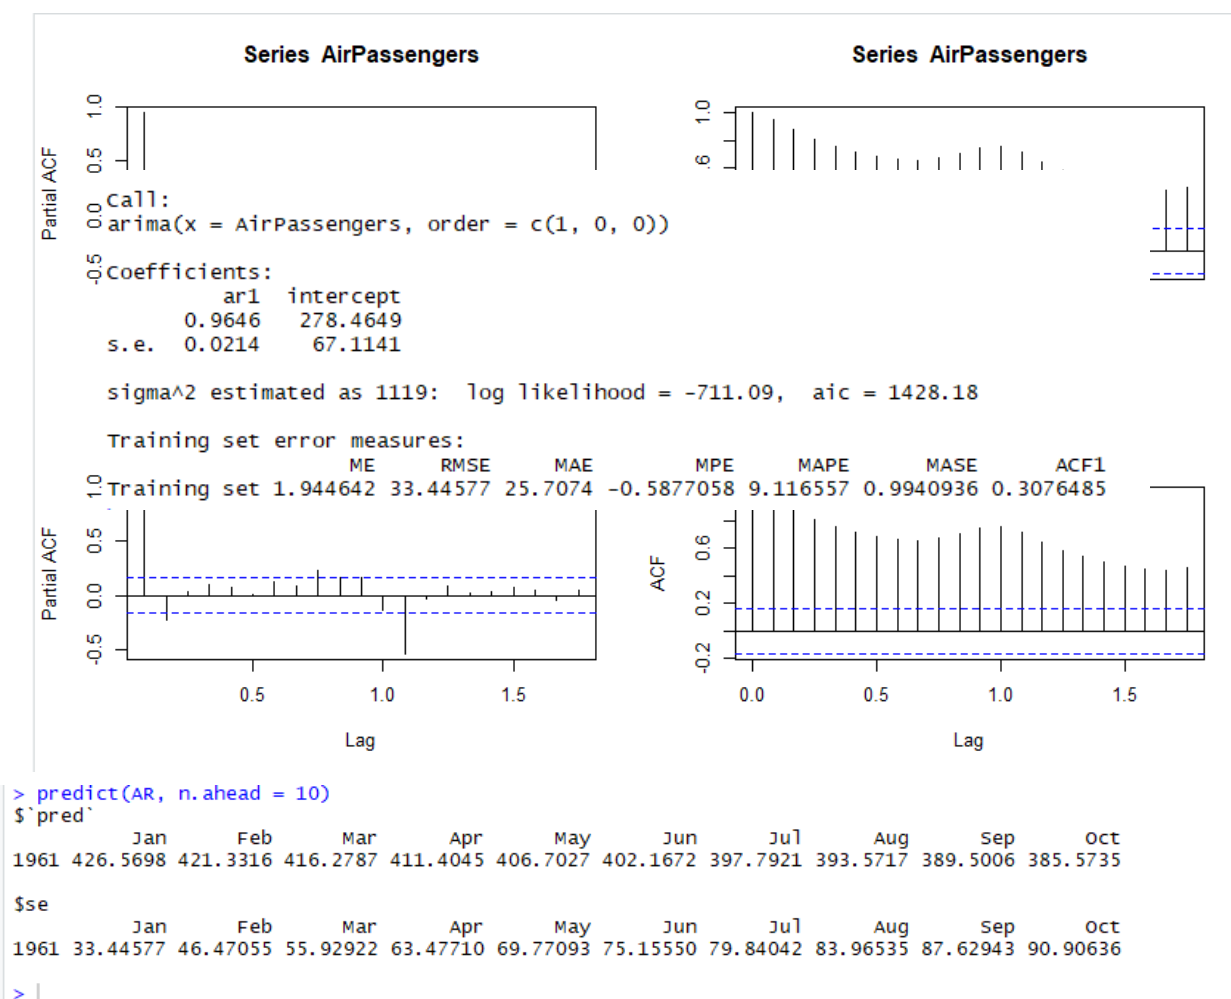 Series AirPassengers
Series AirPassengers
Partial ACF
1.0
0.5
0.0
-0.5
1.0
.6
Call:
arima(x = AirPassengers, order = c(1, 0, 0))
Coefficients:
ar1 intercept
0.9646 278.4649
s.e. 0.0214 67.1141
sigma^2 estimated as 1119: log likelihood = -711.09, aic = 1428.18
Training set error measures:
ME RMSE MAE MPE MAPE MASE ACF1
Training set 1.944642 33.44577 25.7074 -0.5877058 9.116557 0.9940936 0.3076485
Partial ACF
1.0
0.5
0.0
-0.5
0.5 1.0 1.5
Lag
ACF
0.6
0.2
-0.2
0.0 0.5 1.0 1.5
Lag
> predict(AR, n.ahead = 10)
$`pred`
Jan Feb Mar Apr May Jun Jul Aug Sep Oct
1961 426.5698 421.3316 416.2787 411.4045 406.7027 402.1672 397.7921 393.5717 389.5006 385.5735
$se
Jan Feb Mar Apr May Jun Jul Aug Sep Oct
1961 33.44577 46.47055 55.92922 63.47710 69.77093 75.15550 79.84042 83.96535 87.62943 90.90636
>